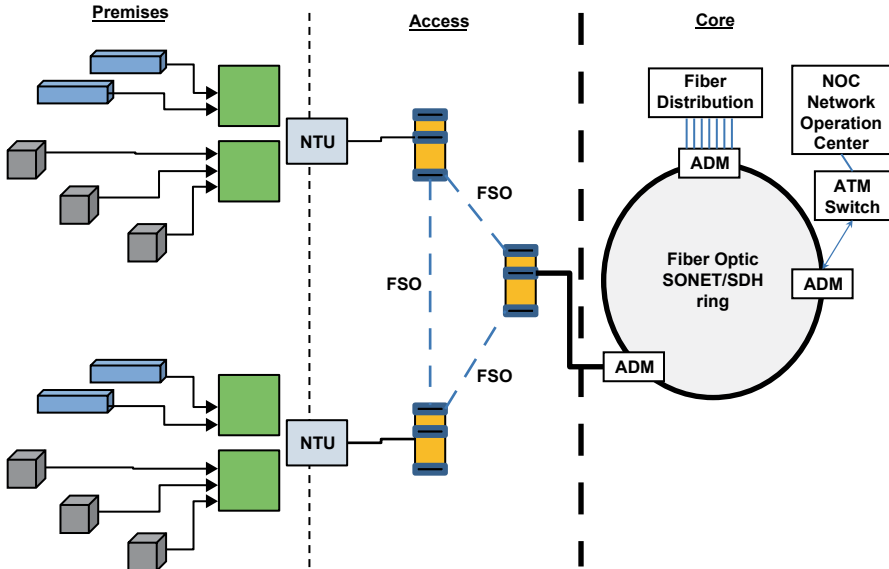 Premises
Access
Core
Fiber
Distribution
NOC
Network
Operation
Center
NTU
ADM
FSO
ATM
Switch
FSO
Fiber Optic
SONET/SDH
ring
ADM
FSO
ADM
NTU